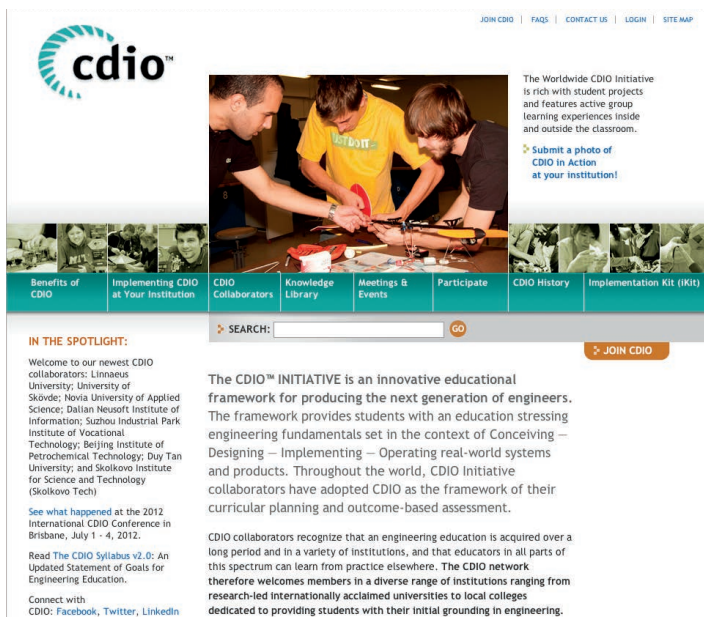 JOIN CDIO | FAQS | CONTACT US | LOGIN | SITE MAP
cdio™
The Worldwide CDIO Initiative
is rich with student projects
and features active group
learning experiences inside
and outside the classroom.
Submit a photo of
CDIO in Action
at your institution!
JUST DO IT.
Benefits of
CDIO
Implementing CDIO
at Your Institution
CDIO
Collaborators
Knowledge
Library
Meetings &
Events
Participate
CDIO History
Implementation Kit (iKit)
SEARCH:
GO
JOIN CDIO
IN THE SPOTLIGHT:
Welcome to our newest CDIO
collaborators: Linnaeus
University; University of
Skövde; Novia University of Applied
Science; Dalian Neusoft Institute of
Information; Suzhou Industrial Park
Institute of Vocational
Technology; Beijing Institute of
Petrochemical Technology; Duy Tan
University; and Skolkovo Institute
for Science and Technology
(Skolkovo Tech)
See what happened at the 2012
International CDIO Conference in
Brisbane, July 1 - 4, 2012.
Read The CDIO Syllabus v2.0: An
Updated Statement of Goals for
Engineering Education.
Connect with
CDIO: Facebook, Twitter, LinkedIn
The CDIO™ INITIATIVE is an innovative educational
framework for producing the next generation of engineers.
The framework provides students with an education stressing
engineering fundamentals set in the context of Conceiving —
Designing — Implementing — Operating real-world systems
and products. Throughout the world, CDIO Initiative
collaborators have adopted CDIO as the framework of their
curricular planning and outcome-based assessment.
CDIO collaborators recognize that an engineering education is acquired over a
long period and in a variety of institutions, and that educators in all parts of
this spectrum can learn from practice elsewhere. The CDIO network
therefore welcomes members in a diverse range of institutions ranging from
research-led internationally acclaimed universities to local colleges
dedicated to providing students with their initial grounding in engineering.